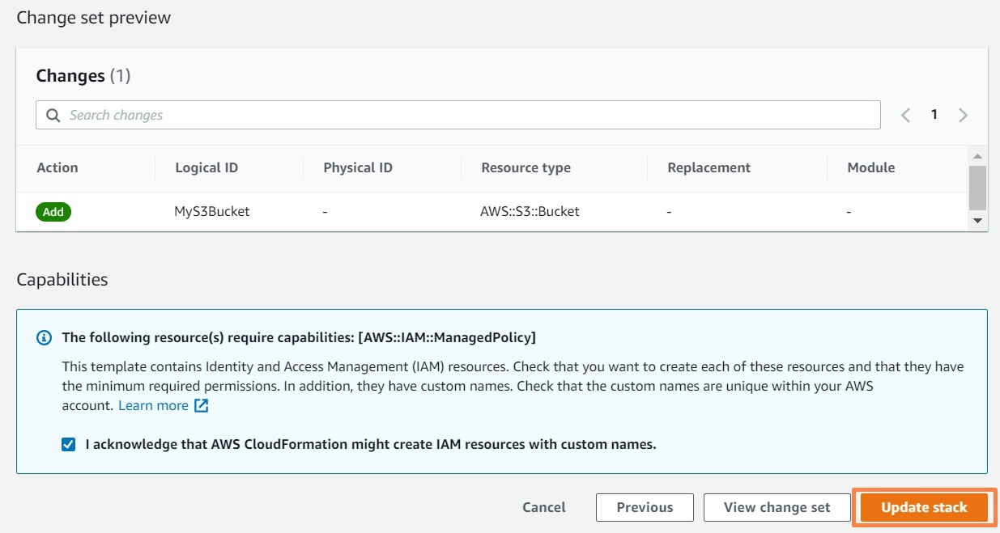 Change set preview
Changes (1)
Search changes
1
Action Logical ID Physical ID Resource type Replacement Module
Add MyS3Bucket - AWS::S3::Bucket - -
Capabilities
The following resource(s) require capabilities: [AWS::IAM::ManagedPolicy]
This template contains Identity and Access Management (IAM) resources. Check that you want to create each of these resources and that they have
the minimum required permissions. In addition, they have custom names. Check that the custom names are unique within your AWS
account. Learn more
I acknowledge that AWS CloudFormation might create IAM resources with custom names.
Cancel Previous View change set Update stack